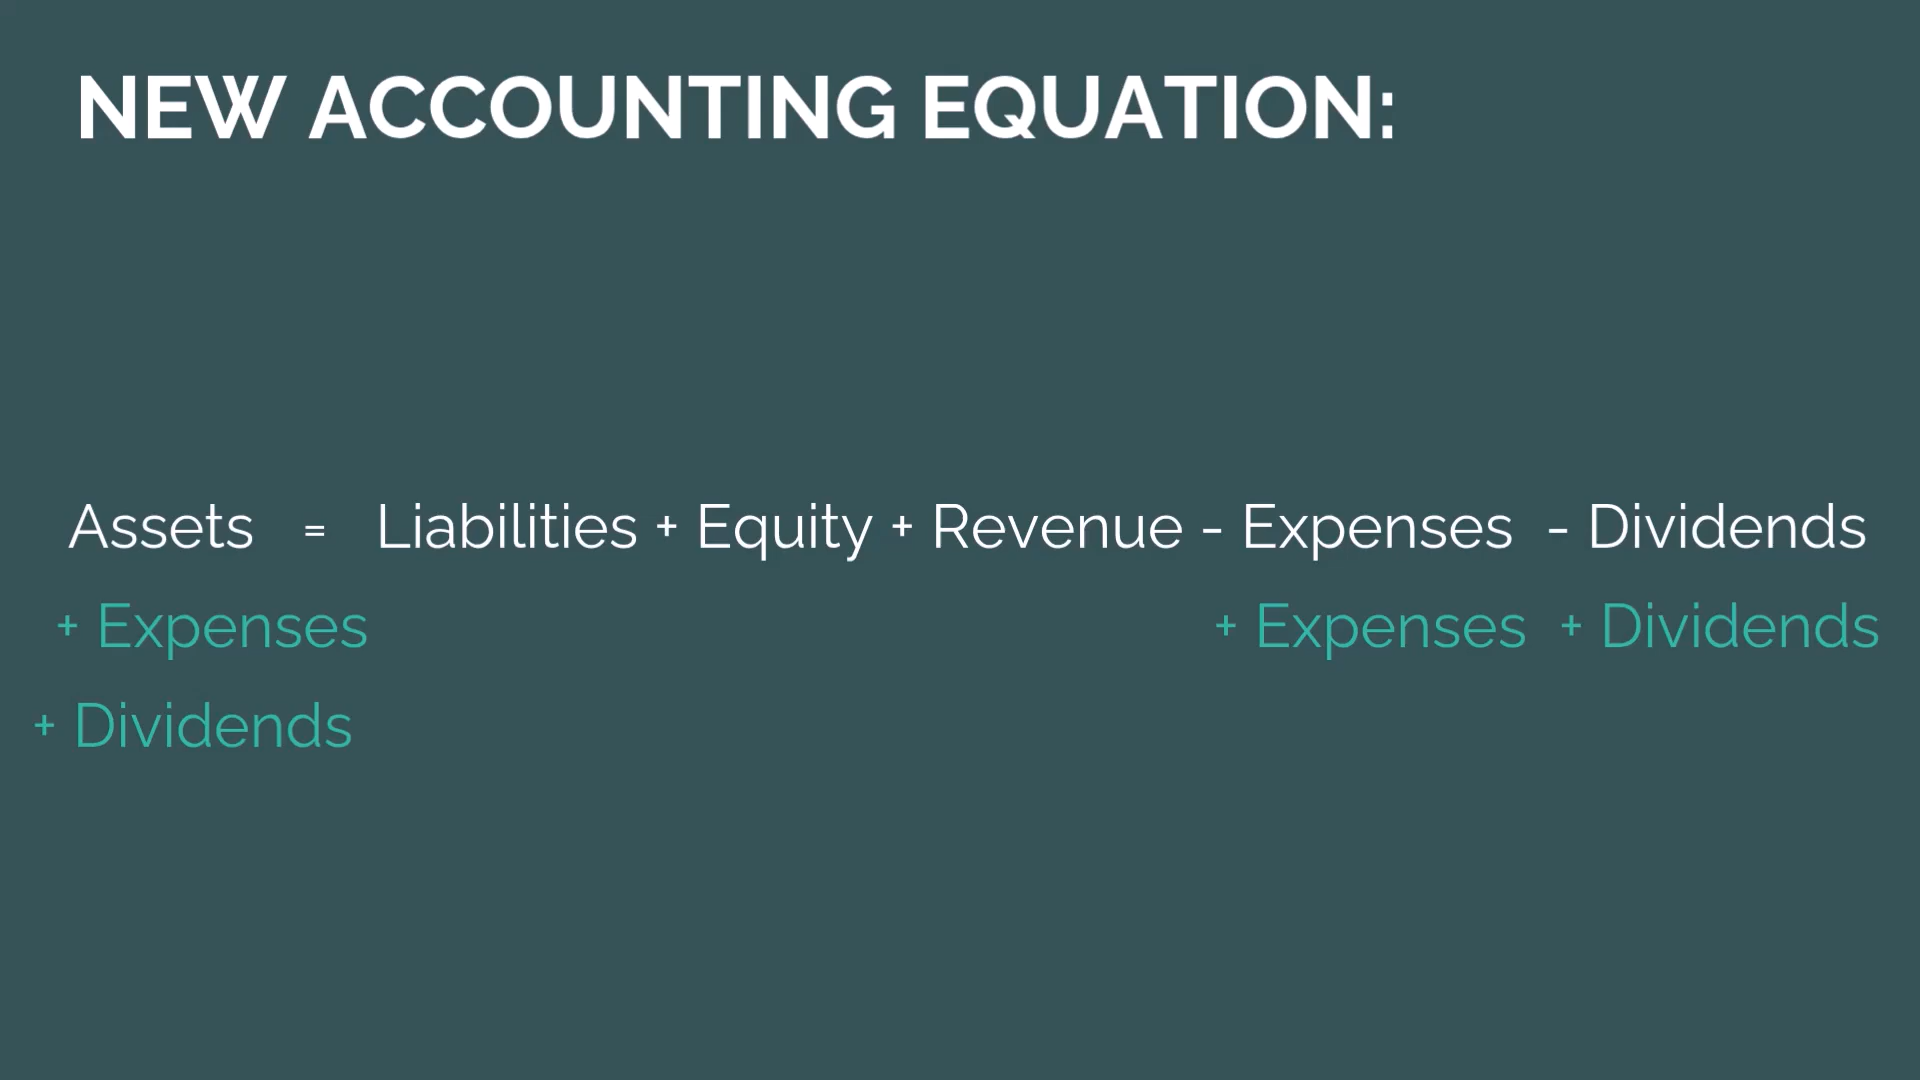 NEW ACCOUNTING EQUATION:
Assets = Liabilities + Equity + Revenue - Expenses - Dividends
+ Expenses + Expenses + Dividends
+ Dividends